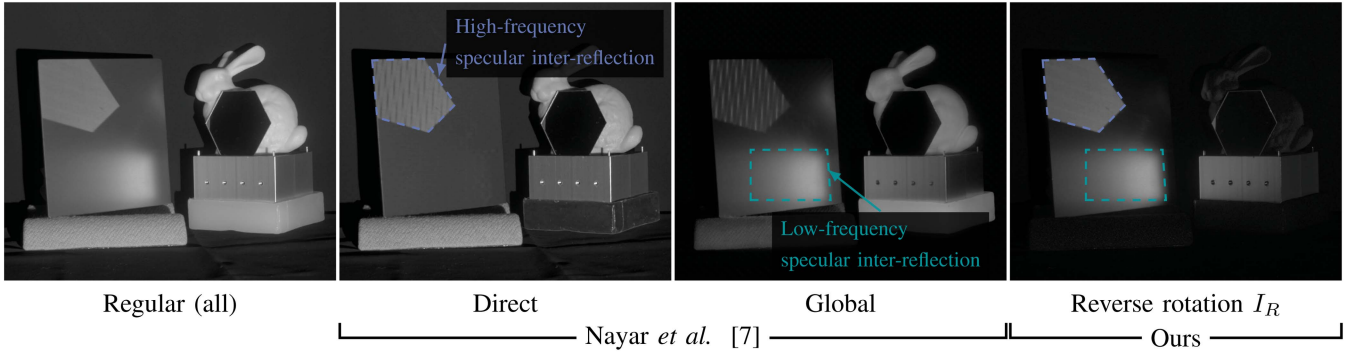 High-frequency
specular inter-reflection
Low-frequency
specular inter-reflection
Regular (all)
Direct
Global
Reverse rotation I_R
Nayar et al. [7]
Ours